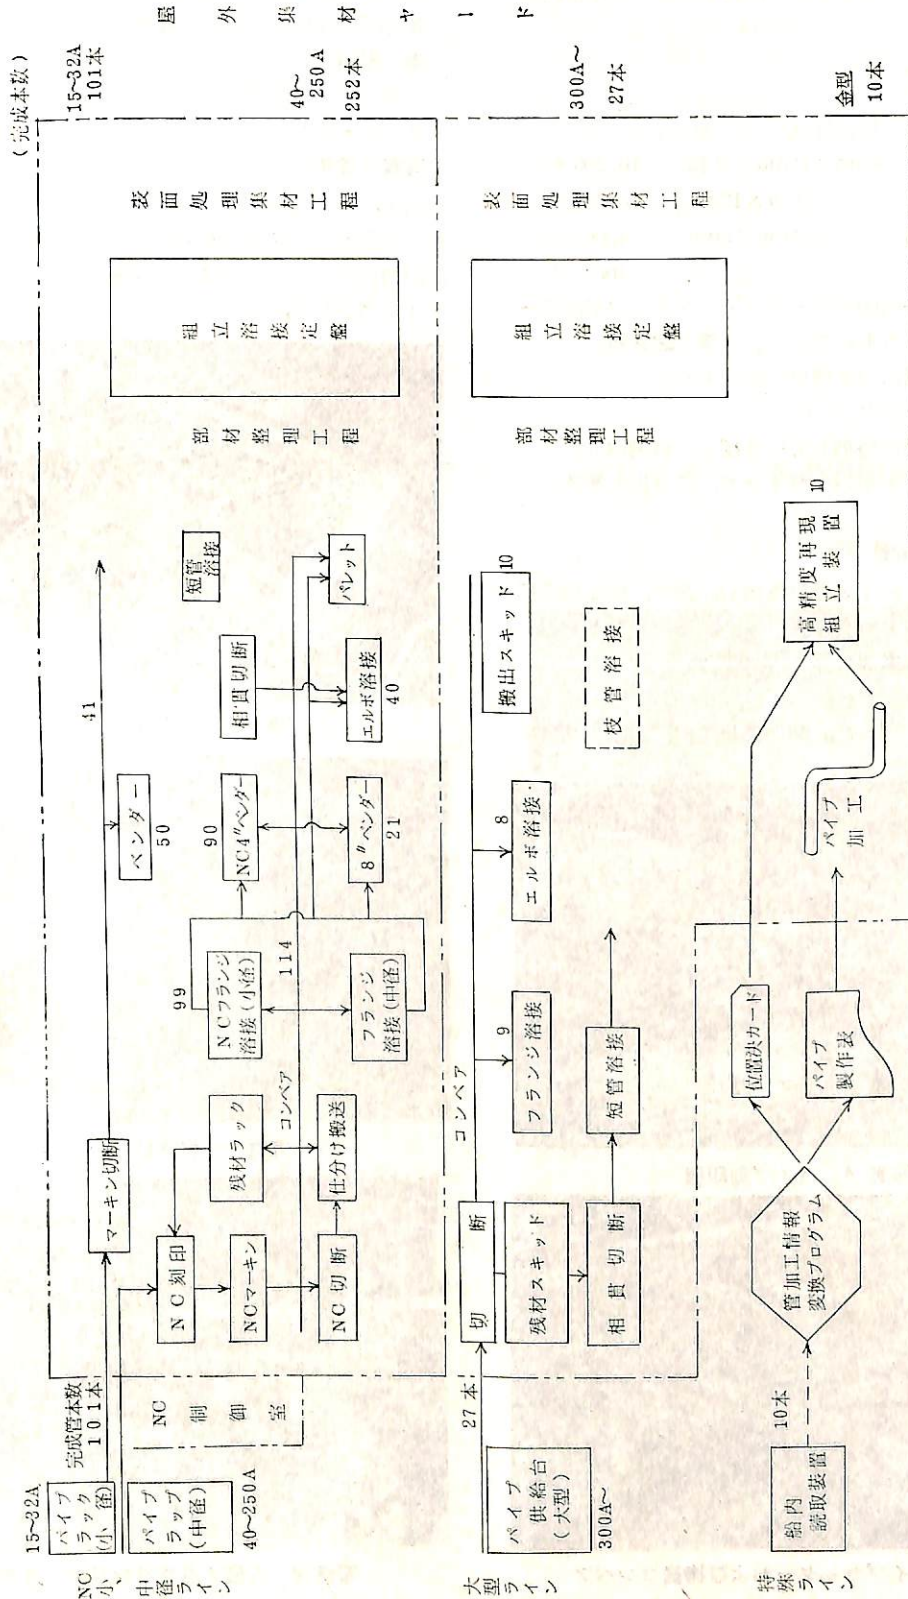 (完成本数)
屋外集材ヤード
15~32A
101本
40~
250A
252本
300A~
27本
金型
10本
NC
小、
中径ライン
15~32A
パイプ
ラック
(小径)
完成管本数
101本
マーキン切断
41
ベンダー
50
パイプ
ラップ
(中径)
40~250A
NC
制御室
NC刻印
NCマーキン
NC切断
残材ラック
仕分け搬送
コンベア
99
NCフランジ
溶接(小径)
114
フランジ
溶接(中径)
90
NC4"ベンダー
8"ベンダー
21
相貫切断
エルボ溶接
40
短管
溶接
パレット
部材整理工程
組立溶接定盤
表面処理集材工程
大型
ライン
パイプ
供給台
(大型)
300A~
27本
切断
残材スキッド
相貫切断
コンベア
9
フランジ溶接
短管溶接
8
エルボ溶接
搬出スキッド
10
枝管溶接
部材整理工程
組立溶接定盤
表面処理集材工程
特殊
ライン
船内
読取装置
10本
管加工情報
変換プログラム
位置決カード
パイプ
製作表
パイプ
加工
高精度再現
組立装置
10